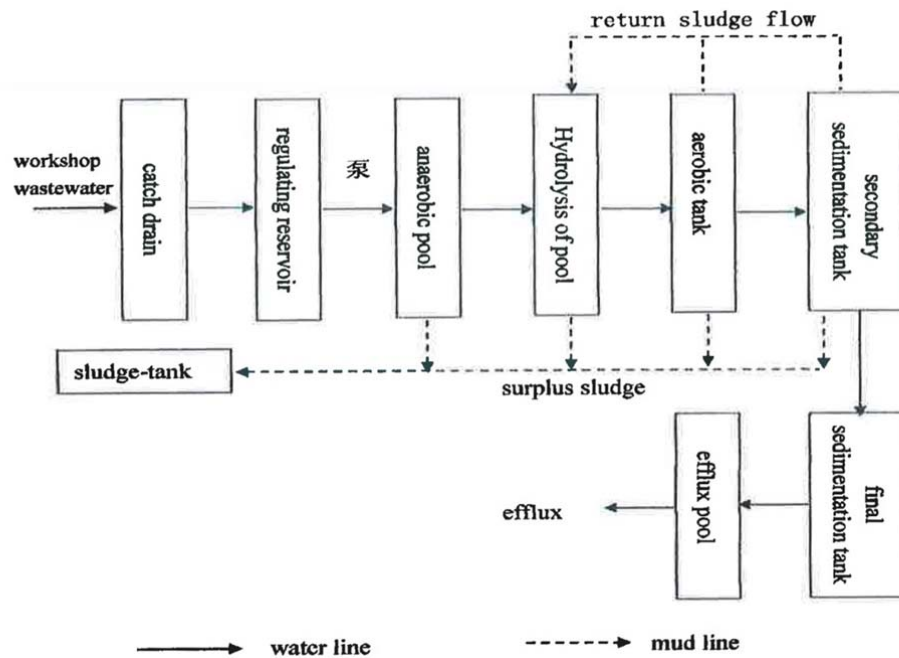 return sludge flow
workshop
wastewater
catch drain
regulating reservoir
泵
anaerobic pool
Hydrolysis of pool
aerobic tank
secondary
sedimentation tank
sludge-tank
surplus sludge
efflux
efflux pool
final
sedimentation tank
water line
mud line